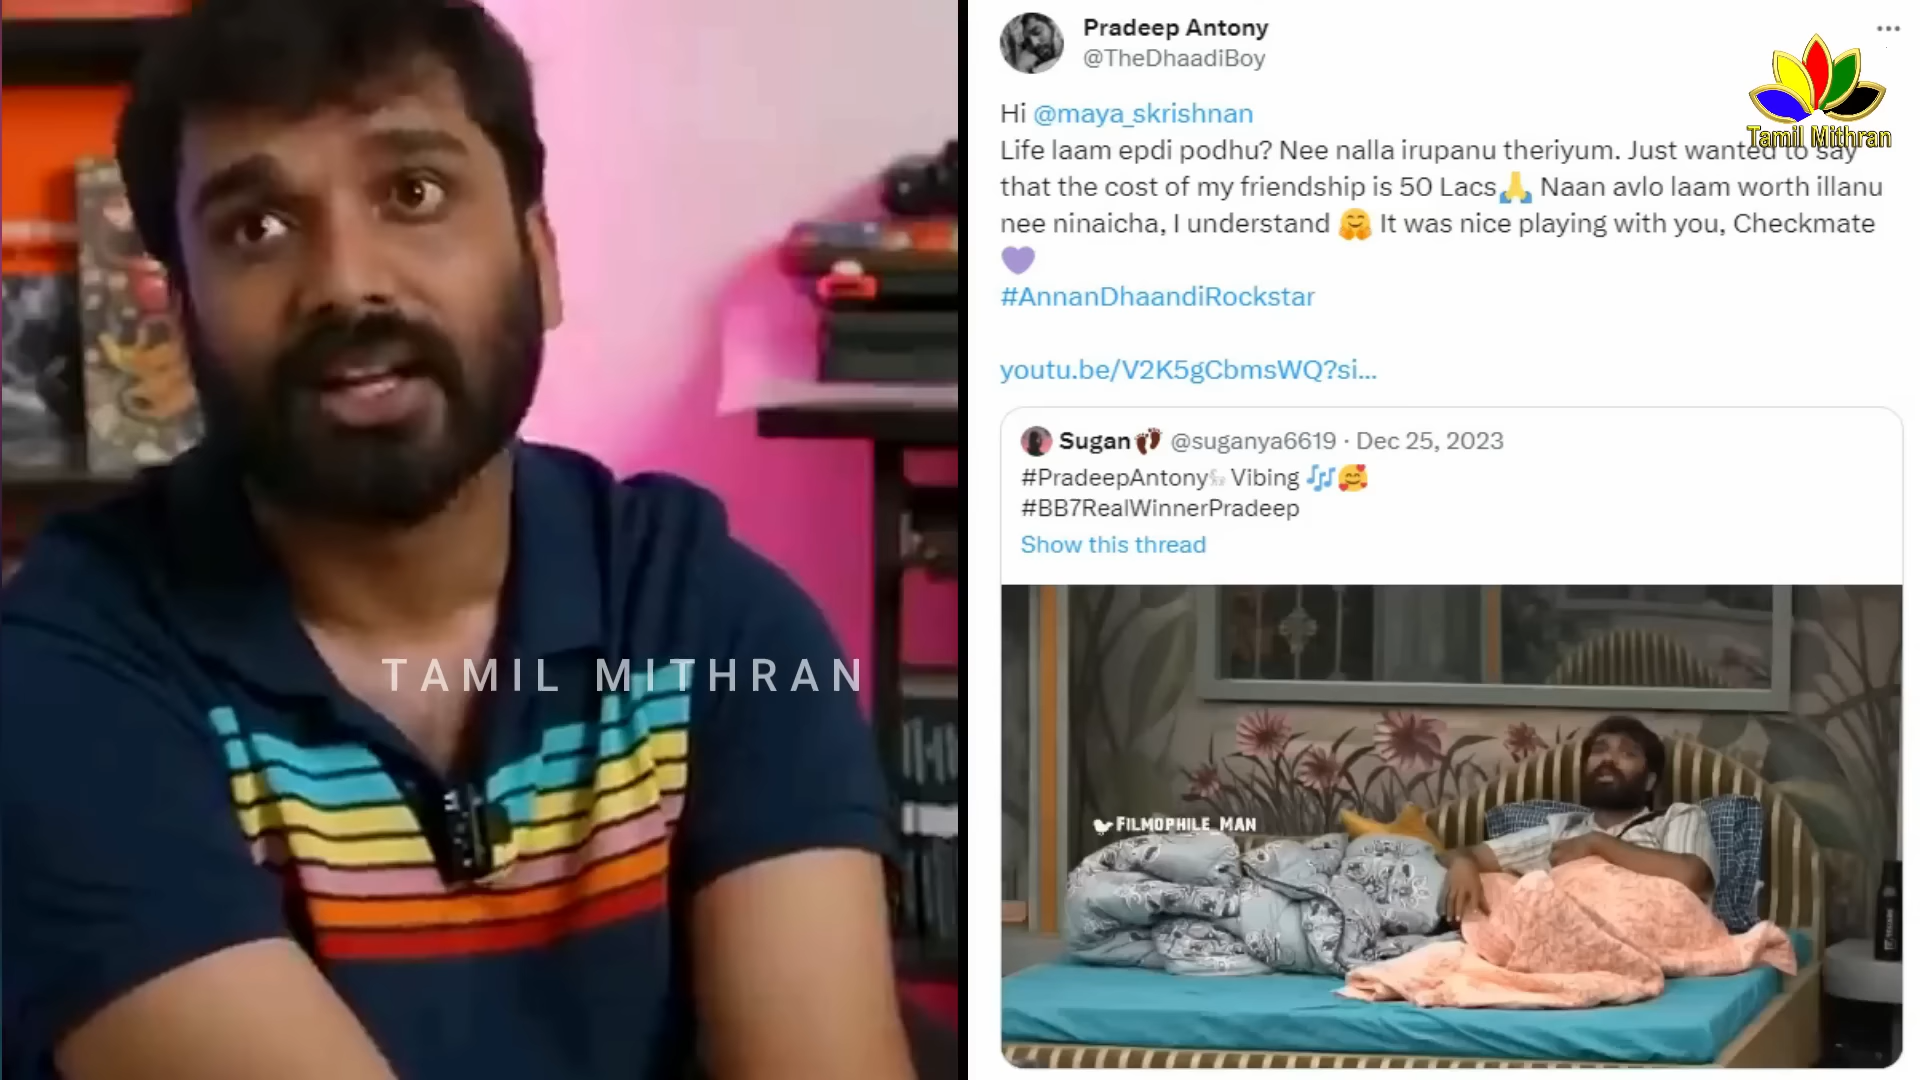 TAMIL MITHRAN
Pradeep Antony
@TheDhaadiBoy
Tamil Mithran
Hi @maya_skrishnan
Life laam epdi podhu? Nee nalla irupanu theriyum. Just wanted to say
that the cost of my friendship is 50 Lacs🙏 Naan avlo laam worth illanu
nee ninaicha, I understand 🤗 It was nice playing with you, Checkmate
💜
#AnnanDhaandiRockstar
youtu.be/V2K5gCbmsWQ?si...
Sugan👣 @suganya6619 · Dec 25, 2023
#PradeepAntony🐍 Vibing 🎶🥰
#BB7RealWinnerPradeep
Show this thread
FILMOPHILE_MAN